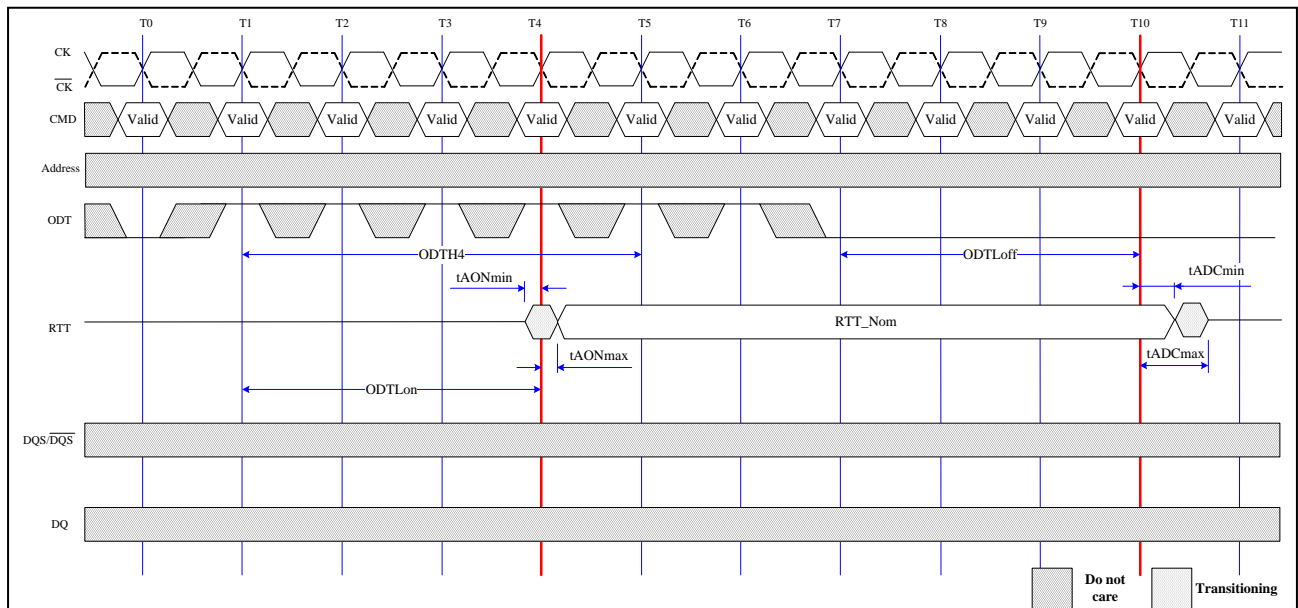 T0 T1 T2 T3 T4 T5 T6 T7 T8 T9 T10 T11
CK
CK
CMD Valid Valid Valid Valid Valid Valid Valid Valid Valid Valid Valid Valid
Address
ODT
ODTH4 ODTLoff
tAONmin tADCmin
RTT RTT_Nom
tAONmax tADCmax
ODTLon
DQS/DQS
DQ
Do not care Transitioning